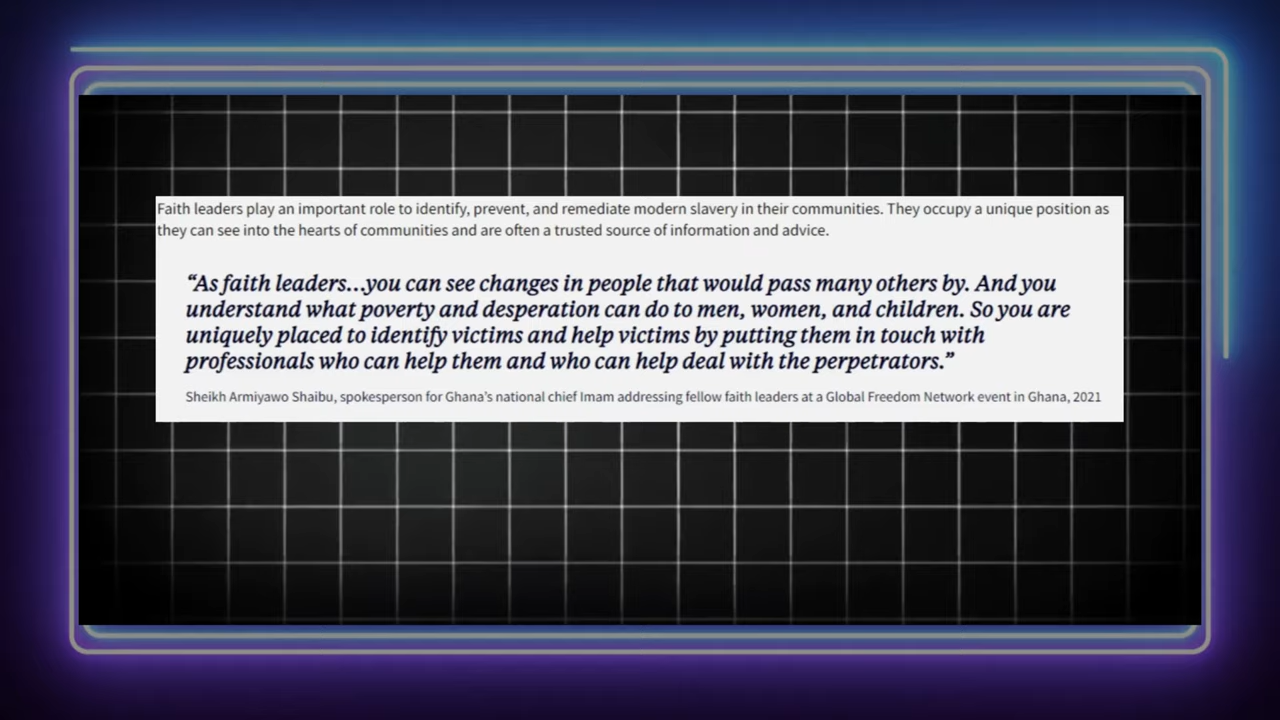 Faith leaders play an important role to identify, prevent, and remediate modern slavery in their communities. They occupy a unique position as
they can see into the hearts of communities and are often a trusted source of information and advice.
“As faith leaders…you can see changes in people that would pass many others by. And you
understand what poverty and desperation can do to men, women, and children. So you are
uniquely placed to identify victims and help victims by putting them in touch with
professionals who can help them and who can help deal with the perpetrators.”
Sheikh Armiyawo Shaibu, spokesperson for Ghana’s national chief Imam addressing fellow faith leaders at a Global Freedom Network event in Ghana, 2021